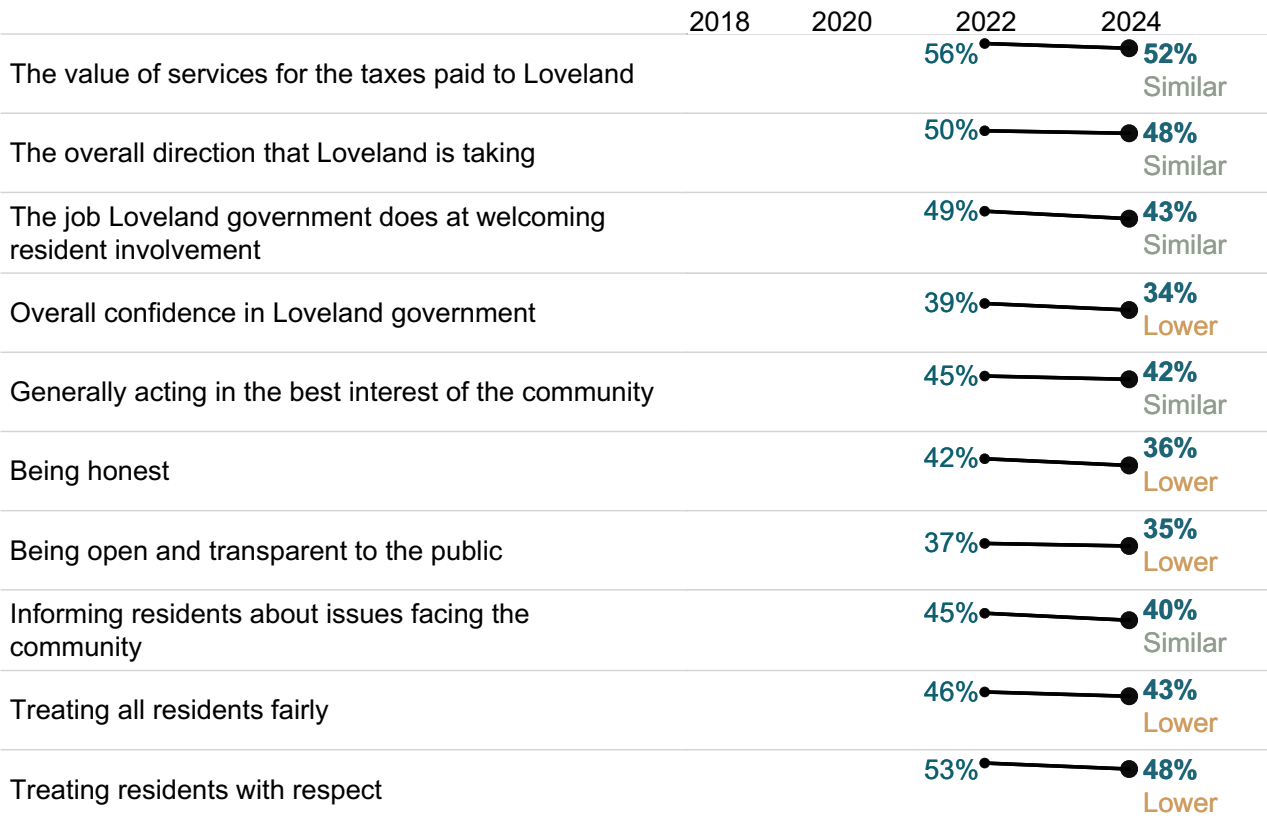 2018 2020 2022 2024
The value of services for the taxes paid to Loveland 56% 52%
Similar
The overall direction that Loveland is taking 50% 48%
Similar
The job Loveland government does at welcoming 49% 43%
resident involvement Similar
Overall confidence in Loveland government 39% 34%
Lower
Generally acting in the best interest of the community 45% 42%
Similar
Being honest 42% 36%
Lower
Being open and transparent to the public 37% 35%
Lower
Informing residents about issues facing the 45% 40%
community Similar
Treating all residents fairly 46% 43%
Lower
Treating residents with respect 53% 48%
Lower